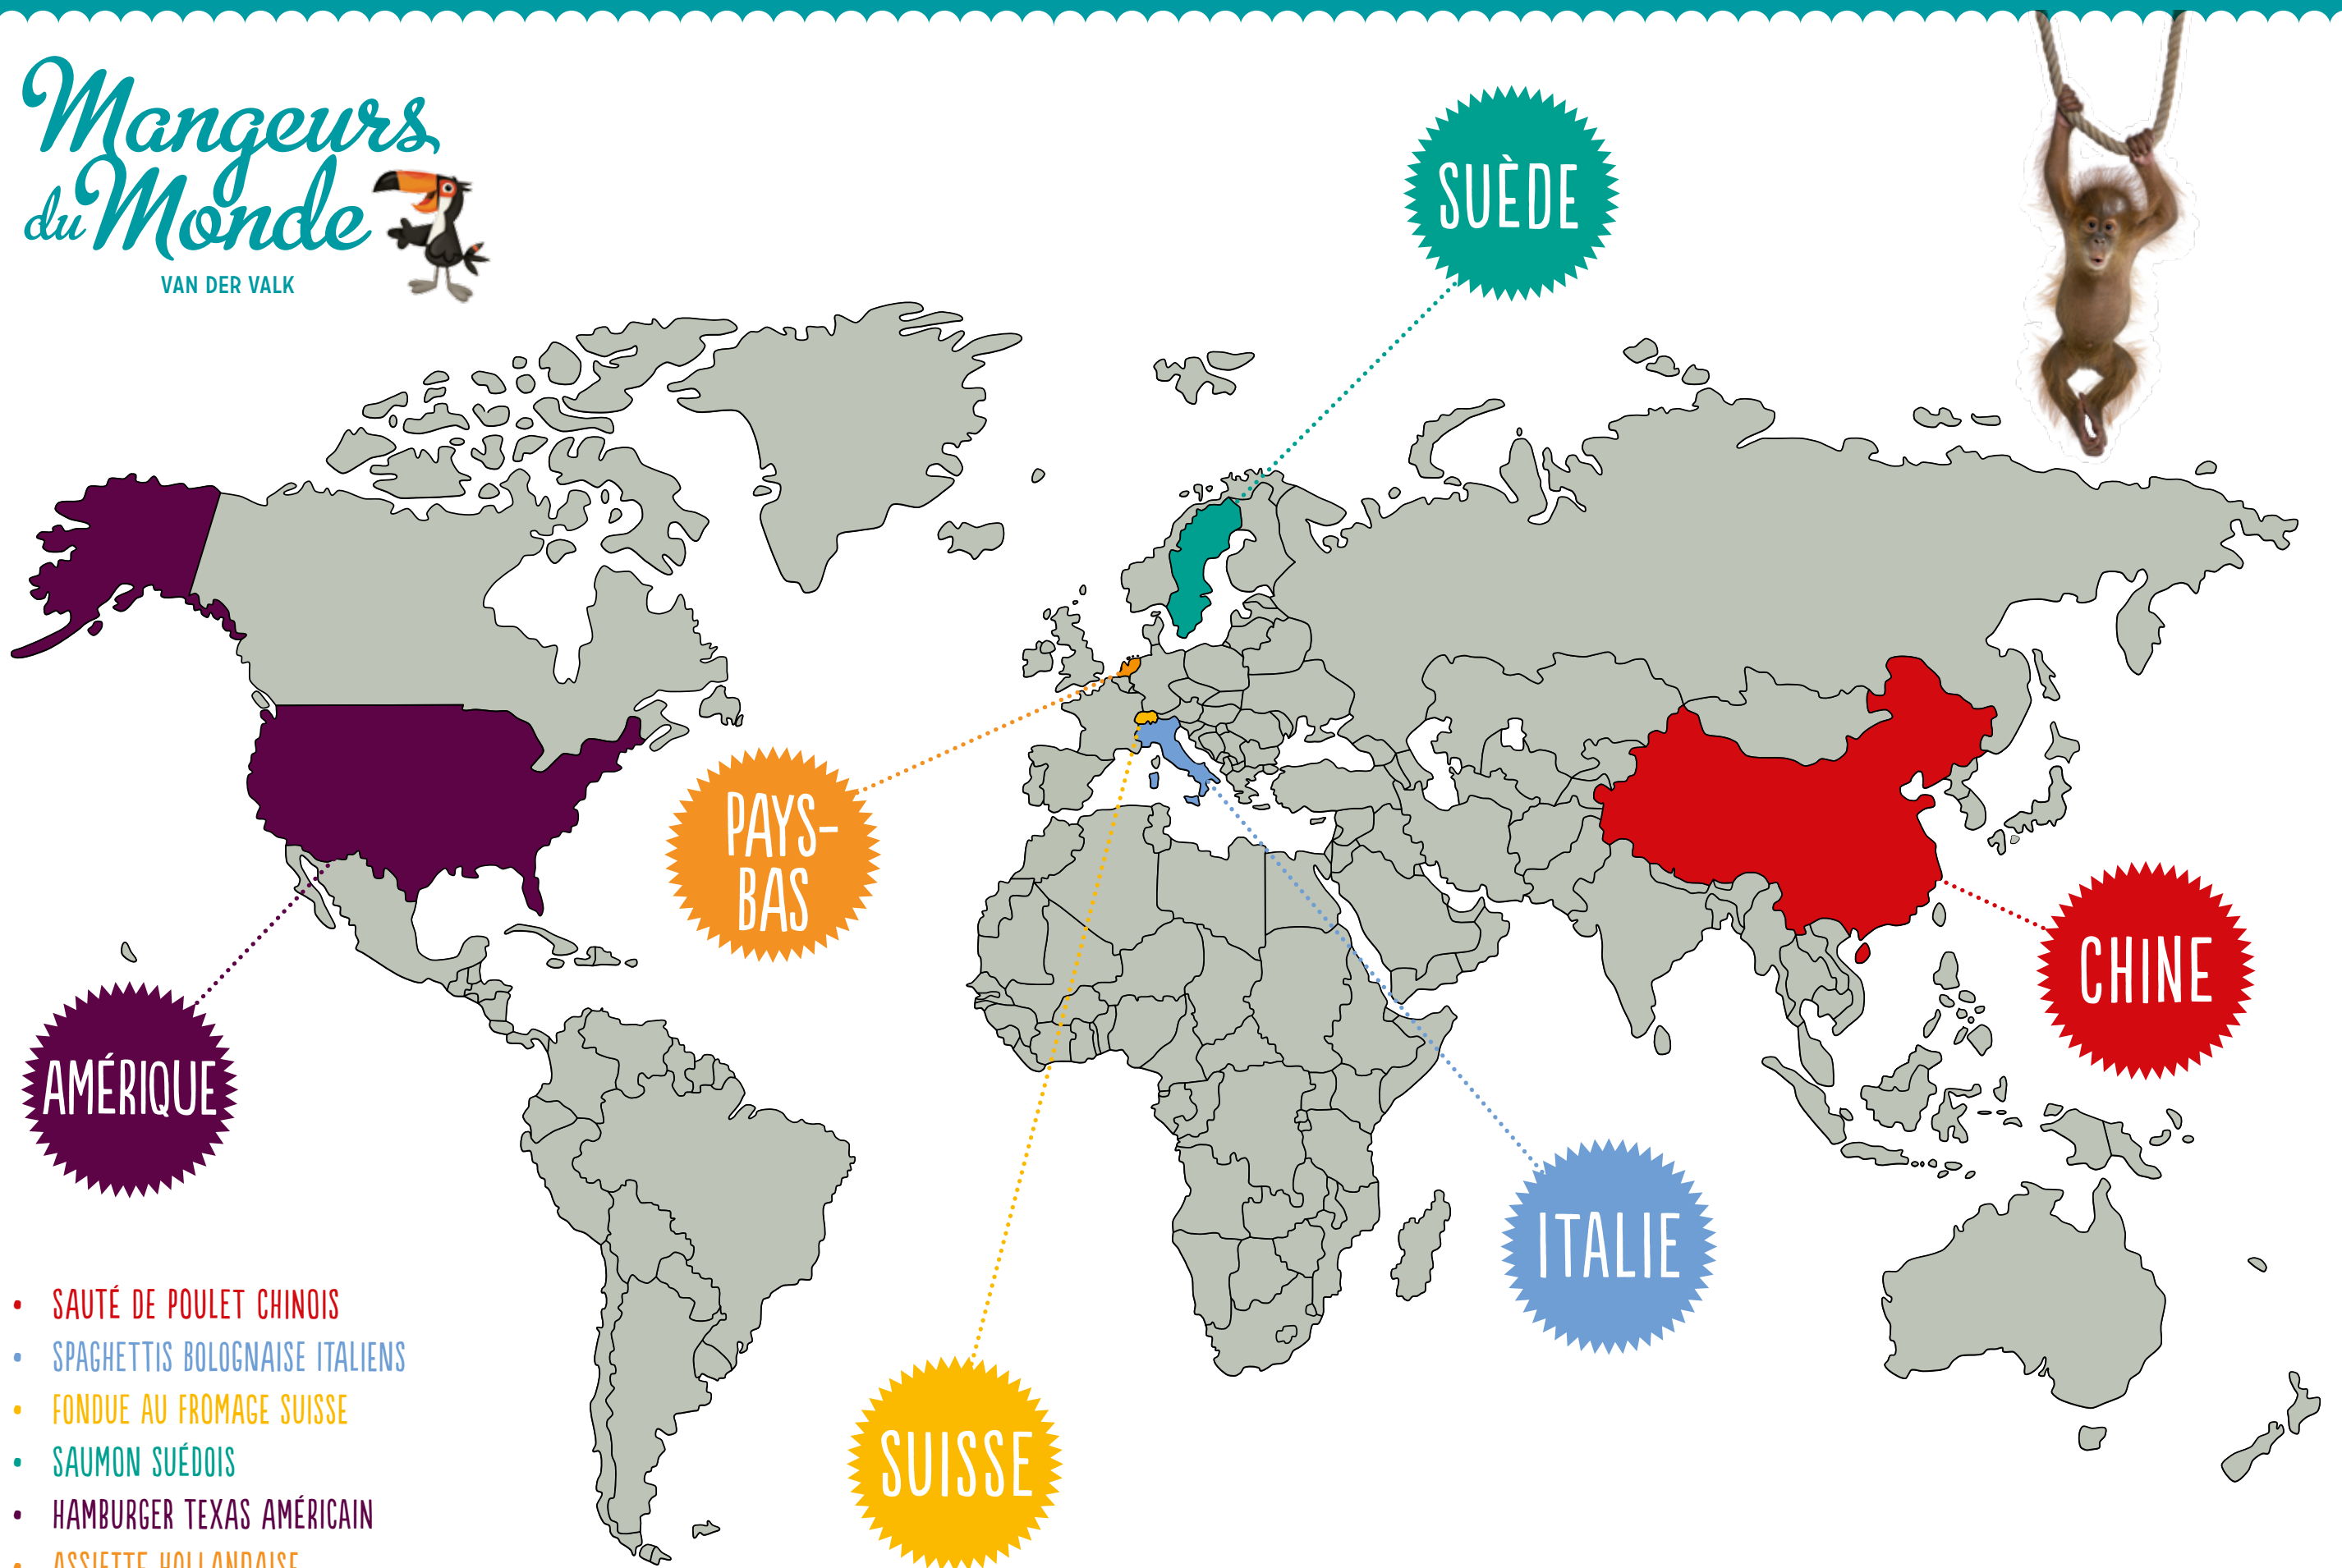 Mangeurs
du Monde
VAN DER VALK
SUÈDE
PAYS-
BAS
CHINE
AMÉRIQUE
ITALIE
SUISSE
• SAUTÉ DE POULET CHINOIS
• SPAGHETTIS BOLOGNAISE ITALIENS
• FONDUE AU FROMAGE SUISSE
• SAUMON SUÉDOIS
• HAMBURGER TEXAS AMÉRICAIN
• ASSIETTE HOLLANDAISE